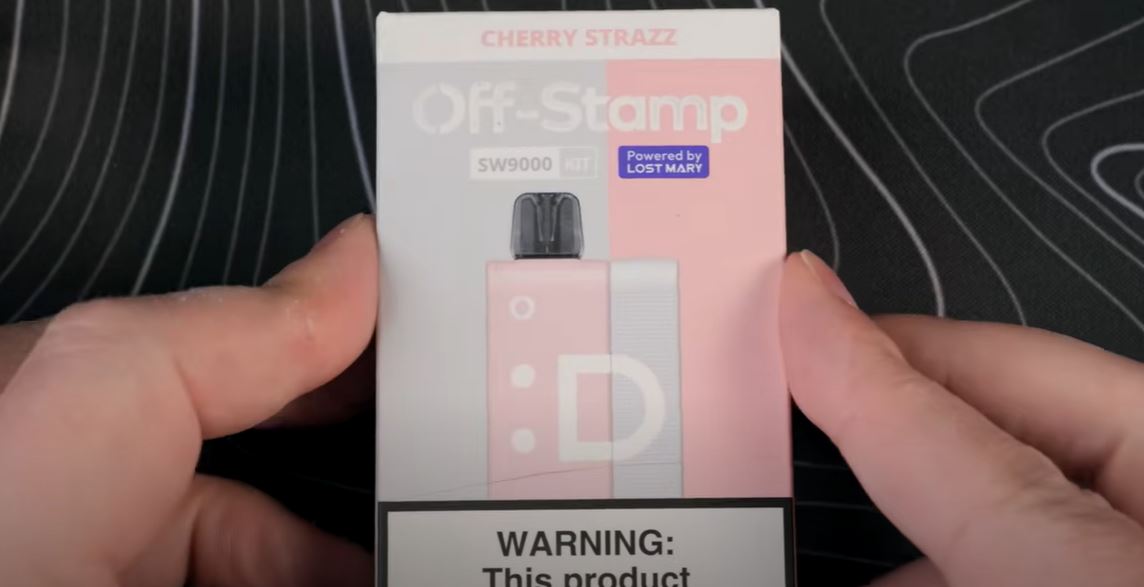 CHERRY STRAZZ
Off-Stamp
SW9000 KIT
Powered by
LOST MARY
D
WARNING:
This product